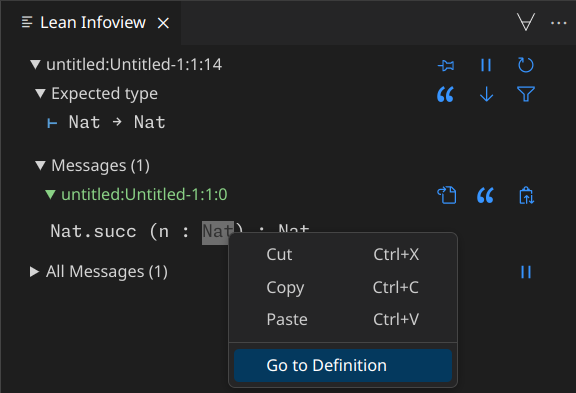 Lean Infoview
∀ ...
untitled:Untitled-1:1:14
Expected type
⊢ Nat → Nat
Messages (1)
untitled:Untitled-1:1:0
Nat.succ (n : Nat) : Nat
All Messages (1)
Cut Ctrl+X
Copy Ctrl+C
Paste Ctrl+V
Go to Definition